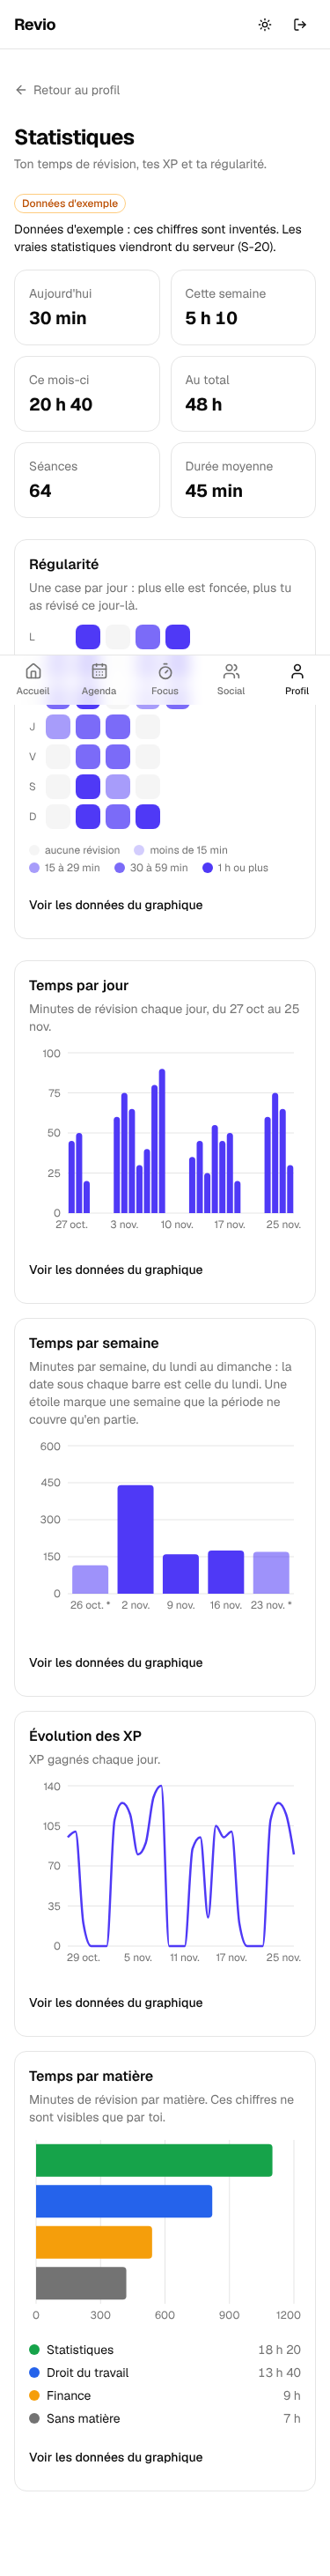 Revio
Retour au profil
Statistiques
Ton temps de révision, tes XP et ta régularité.
Données d'exemple
Données d'exemple : ces chiffres sont inventés. Les
vraies statistiques viendront du serveur (S-20).
Aujourd'hui
30 min
Cette semaine
5 h 10
Ce mois-ci
20 h 40
Au total
48 h
Séances
64
Durée moyenne
45 min
Régularité
Une case par jour : plus elle est foncée, plus tu
as révisé ce jour-là.
L
Accueil
Agenda
Focus
Social
Profil
J
V
S
D
aucune révision
moins de 15 min
15 à 29 min
30 à 59 min
1 h ou plus
Voir les données du graphique
Temps par jour
Minutes de révision chaque jour, du 27 oct au 25
nov.
100
75
50
25
0
27 oct. 3 nov. 10 nov. 17 nov. 25 nov.
Voir les données du graphique
Temps par semaine
Minutes par semaine, du lundi au dimanche : la
date sous chaque barre est celle du lundi. Une
étoile marque une semaine que la période ne
couvre qu'en partie.
600
450
300
150
0
26 oct. * 2 nov. 9 nov. 16 nov. 23 nov. *
Voir les données du graphique
Évolution des XP
XP gagnés chaque jour.
140
105
70
35
0
29 oct. 5 nov. 11 nov. 17 nov. 25 nov.
Voir les données du graphique
Temps par matière
Minutes de révision par matière. Ces chiffres ne
sont visibles que par toi.
0 300 600 900 1200
Statistiques 18 h 20
Droit du travail 13 h 40
Finance 9 h
Sans matière 7 h
Voir les données du graphique